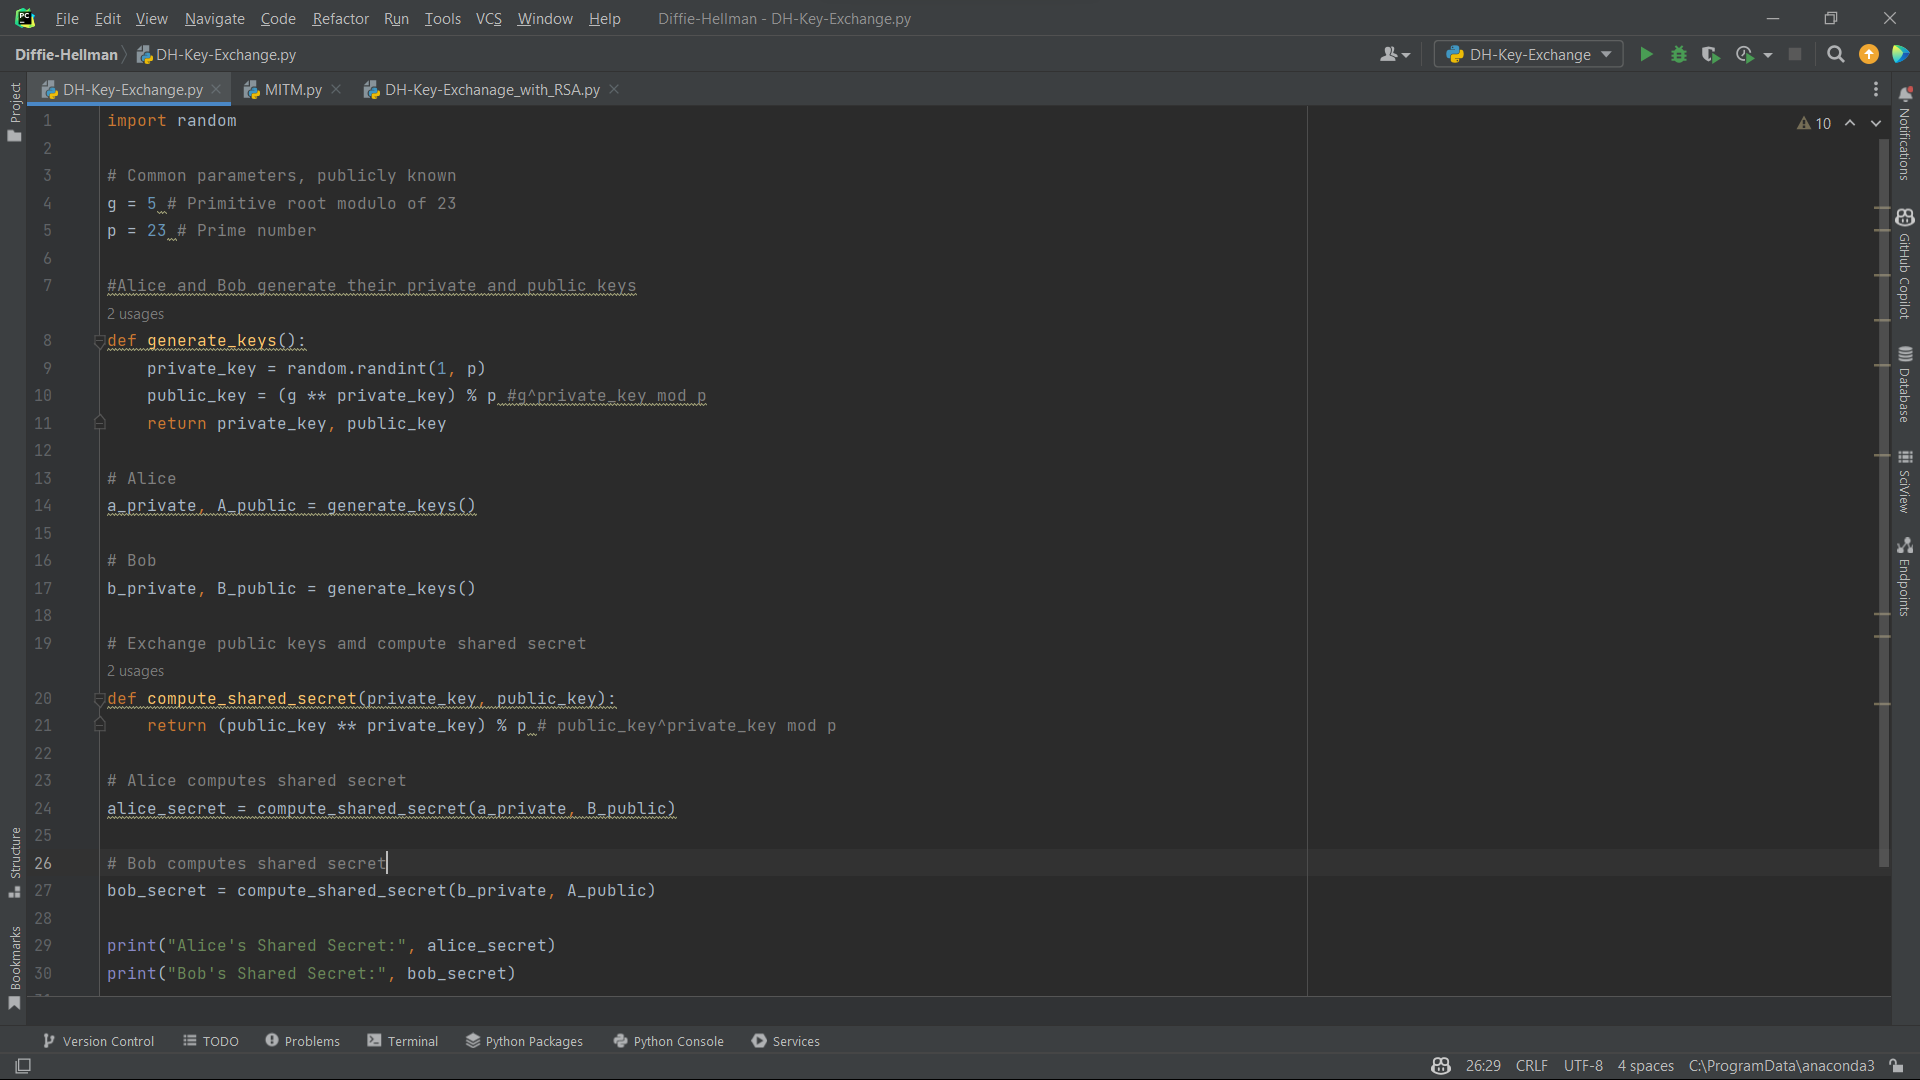 File Edit View Navigate Code Refactor Run Tools VCS Window Help Diffie-Hellman - DH-Key-Exchange.py
Diffie-Hellman DH-Key-Exchange.py DH-Key-Exchange
DH-Key-Exchange.py MITM.py DH-Key-Exchanage_with_RSA.py
Project
Structure
Bookmarks
10
1 import random
2
3 # Common parameters, publicly known
4 g = 5 # Primitive root modulo of 23
5 p = 23 # Prime number
6
7 #Alice and Bob generate their private and public keys
2 usages
8 def generate_keys():
9 private_key = random.randint(1, p)
10 public_key = (g ** private_key) % p #g^private_key mod p
11 return private_key, public_key
12
13 # Alice
14 a_private, A_public = generate_keys()
15
16 # Bob
17 b_private, B_public = generate_keys()
18
19 # Exchange public keys amd compute shared secret
2 usages
20 def compute_shared_secret(private_key, public_key):
21 return (public_key ** private_key) % p # public_key^private_key mod p
22
23 # Alice computes shared secret
24 alice_secret = compute_shared_secret(a_private, B_public)
25
26 # Bob computes shared secret
27 bob_secret = compute_shared_secret(b_private, A_public)
28
29 print("Alice's Shared Secret:", alice_secret)
30 print("Bob's Shared Secret:", bob_secret)
Notifications
GitHub Copilot
Database
SciView
Endpoints
Version Control TODO Problems Terminal Python Packages Python Console Services
26:29 CRLF UTF-8 4 spaces C:\ProgramData\anaconda3